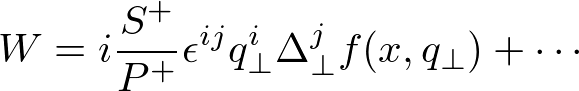 W = i \frac{S^+}{P^+} \epsilon^{ij} q_\perp^i \Delta_\perp^j f(x, q_\perp) + \cdots